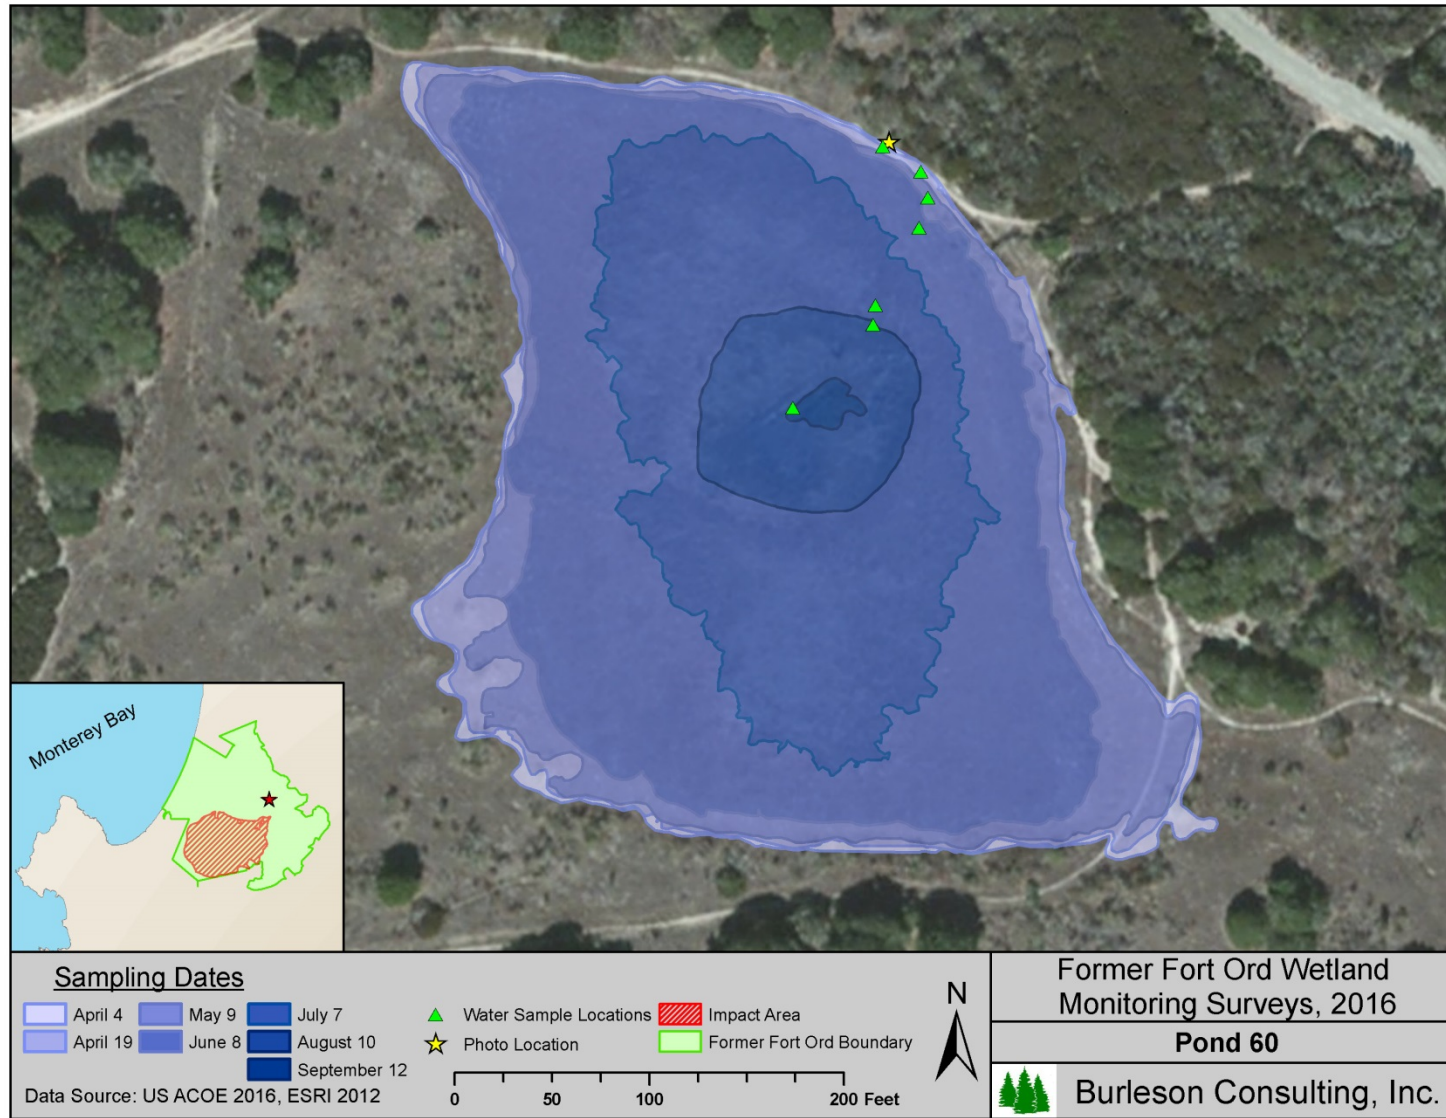 Monterey Bay
Sampling Dates
April 4
April 19
May 9
June 8
July 7
August 10
September 12
Water Sample Locations
Photo Location
Impact Area
Former Fort Ord Boundary
Data Source: US ACOE 2016, ESRI 2012
0 50 100 200 Feet
N
Former Fort Ord Wetland
Monitoring Surveys, 2016
Pond 60
Burleson Consulting, Inc.